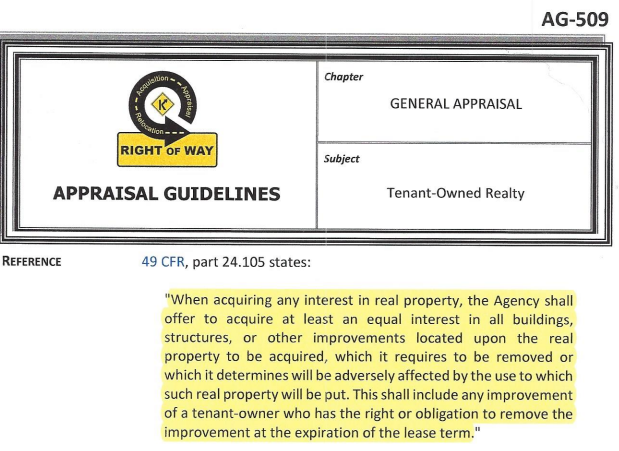 AG-509
Chapter
GENERAL APPRAISAL
Acquisition
Appraisal
Relocation
K
RIGHT OF WAY
APPRAISAL GUIDELINES
Subject
Tenant-Owned Realty
REFERENCE
49 CFR, part 24.105 states:
"When acquiring any interest in real property, the Agency shall
offer to acquire at least an equal interest in all buildings,
structures, or other improvements located upon the real
property to be acquired, which it requires to be removed or
which it determines will be adversely affected by the use to which
such real property will be put. This shall include any improvement
of a tenant-owner who has the right or obligation to remove the
improvement at the expiration of the lease term."